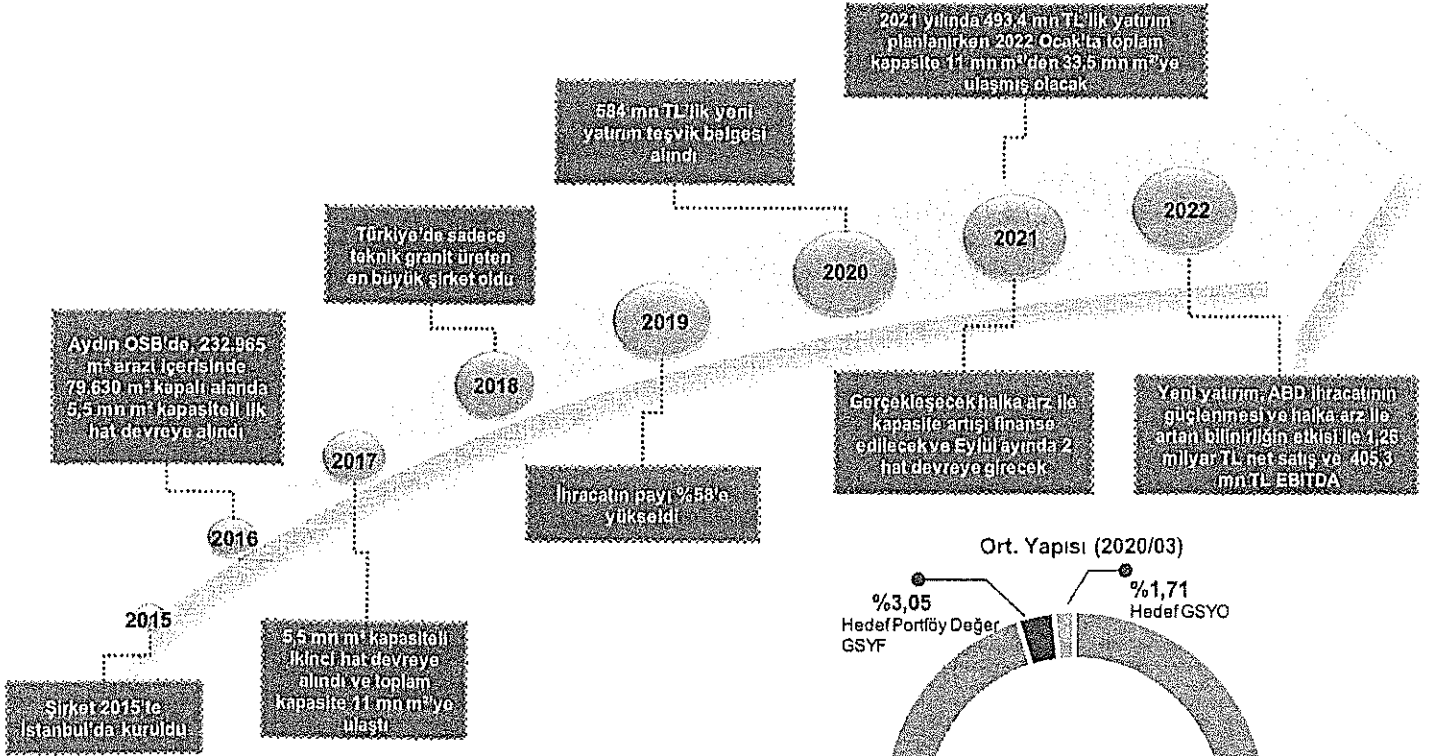 2021 yılında 493,4 mn TL'lik yatırım
planlanırken 2022 Ocak'ta toplam
kapasite 11 mn m²'den 33,5 mn m²'ye
ulaşmış olacak
584 mn TL'lik yeni
yatırım teşvik belgesi
alındı
Türkiye'de sadece
teknik granit üreten
en büyük şirket oldu
Aydın OSB'de, 232.965
m² arazi içerisinde
79.630 m² kapalı alanda
5,5 mn m² kapasiteli ilk
hat devreye alındı
2015
2016
2017
2018
2019
2020
2021
2022
Şirket 2015'te
İstanbul'da kuruldu
5,5 mn m² kapasiteli
ikinci hat devreye
alındı ve toplam
kapasite 11 mn m²'ye
ulaştı
İhracatın payı %58'e
yükseldi
Gerçekleşecek halka arz ile
kapasite artışı finanse
edilecek ve Eylül ayında 2
hat devreye girecek
Yeni yatırım, ABD ihracatının
güçlenmesi ve halka arz ile
artan bilinirliğin etkisi ile 1,26
milyar TL net satış ve 405,3
mn TL EBITDA
Ort. Yapısı (2020/03)
%3,05
Hedef Portföy Değer
GSYF
%1,71
Hedef GSYO